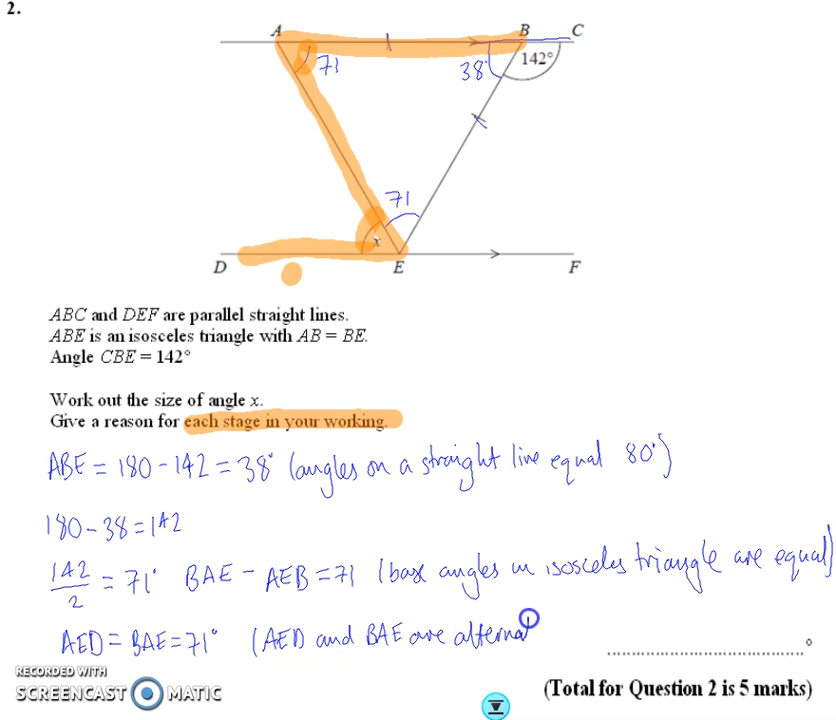 2.
A B C
71 38° 142°
71
x
D E F
ABC and DEF are parallel straight lines.
ABE is an isosceles triangle with AB = BE.
Angle CBE = 142°
Work out the size of angle x.
Give a reason for each stage in your working.
ABE = 180 - 142 = 38° (angles on a straight line equal 80°)
180 - 38 = 142
142/2 = 71° BAE - AEB = 71 (base angles in isosceles triangle are equal)
AED = BAE = 71° (AED and BAE are alterna
°
RECORDED WITH
SCREENCAST MATIC
(Total for Question 2 is 5 marks)